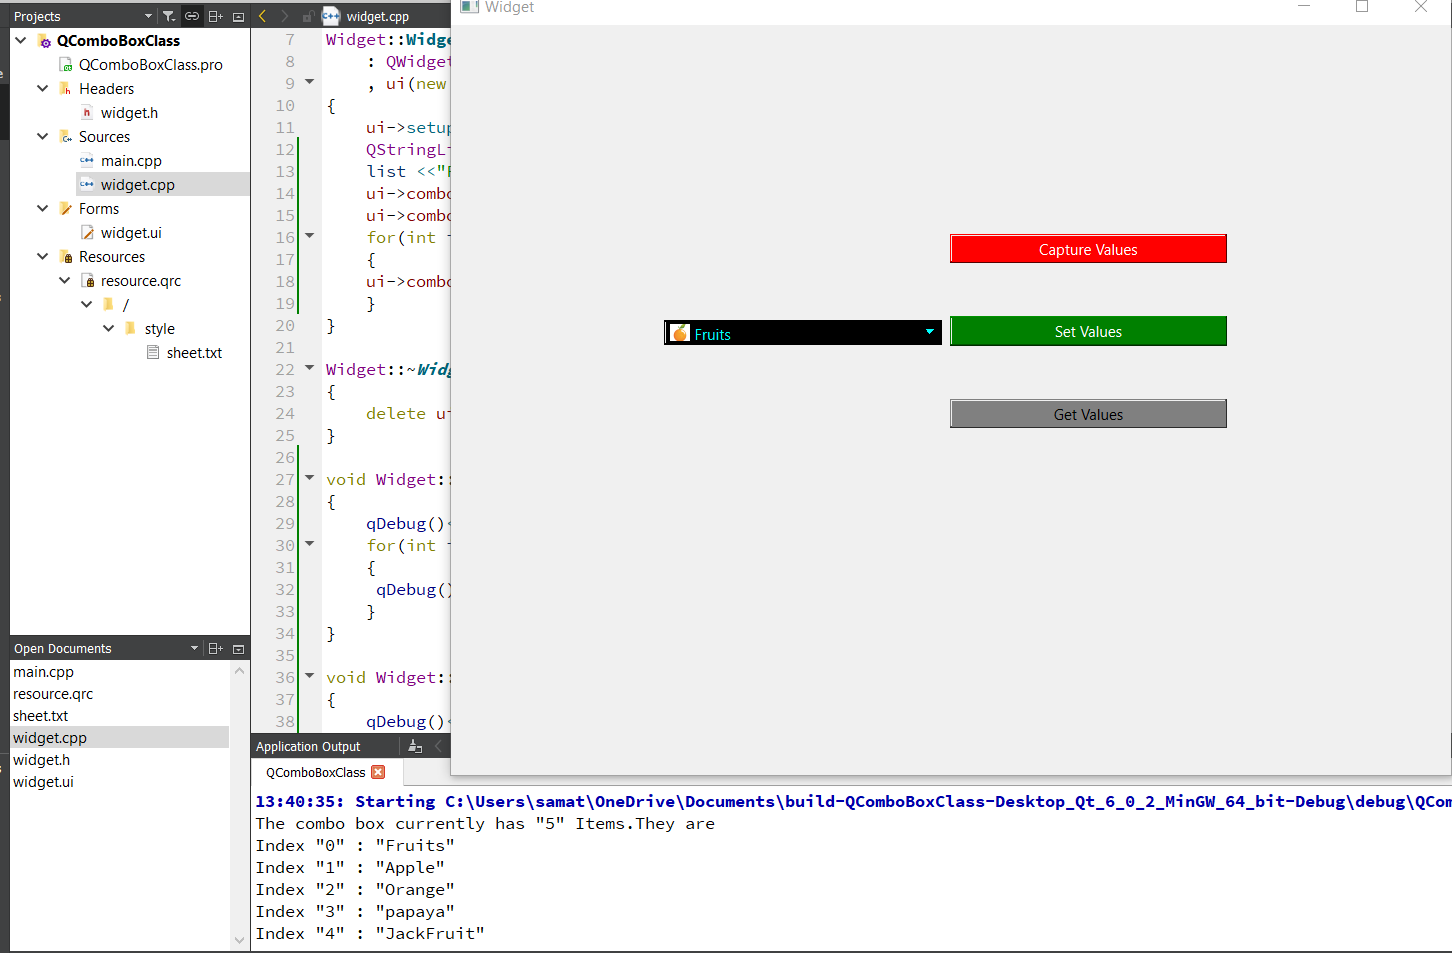 Projects
QComboBoxClass
QComboBoxClass.pro
Headers
widget.h
Sources
main.cpp
widget.cpp
Forms
widget.ui
Resources
resource.qrc
/
style
sheet.txt
Open Documents
main.cpp
resource.qrc
sheet.txt
widget.cpp
widget.h
widget.ui
widget.cpp
7 Widget::Widge
8 : QWidget
9 , ui(new
10 {
11 ui->setup
12 QStringLi
13 list <<"F
14 ui->combo
15 ui->combo
16 for(int i
17 {
18 ui->combo
19 }
20 }
21
22 Widget::~Widg
23 {
24 delete ui
25 }
26
27 void Widget::
28 {
29 qDebug()<
30 for(int i
31 {
32 qDebug()
33 }
34 }
35
36 void Widget::
37 {
38 qDebug()<
Widget
Capture Values
Fruits
Set Values
Get Values
Application Output
QComboBoxClass
13:40:35: Starting C:\Users\samat\OneDrive\Documents\build-QComboBoxClass-Desktop_Qt_6_0_2_MinGW_64_bit-Debug\debug\QCom
The combo box currently has "5" Items.They are
Index "0" : "Fruits"
Index "1" : "Apple"
Index "2" : "Orange"
Index "3" : "papaya"
Index "4" : "JackFruit"